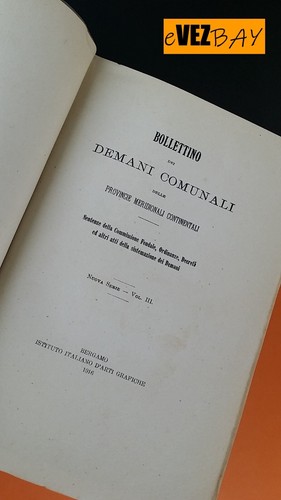 eVEZBAY
BOLLETTINO
DEI
DEMANI COMUNALI
DELLE
PROVINCIE MERIDIONALI CONTINENTALI
Sentenze della Commissione Feudale, Ordinanze, Decreti
ed altri atti della sistemazione dei Demani
NUOVA SERIE — VOL. III.
BERGAMO
ISTITUTO ITALIANO D'ARTI GRAFICHE
1916